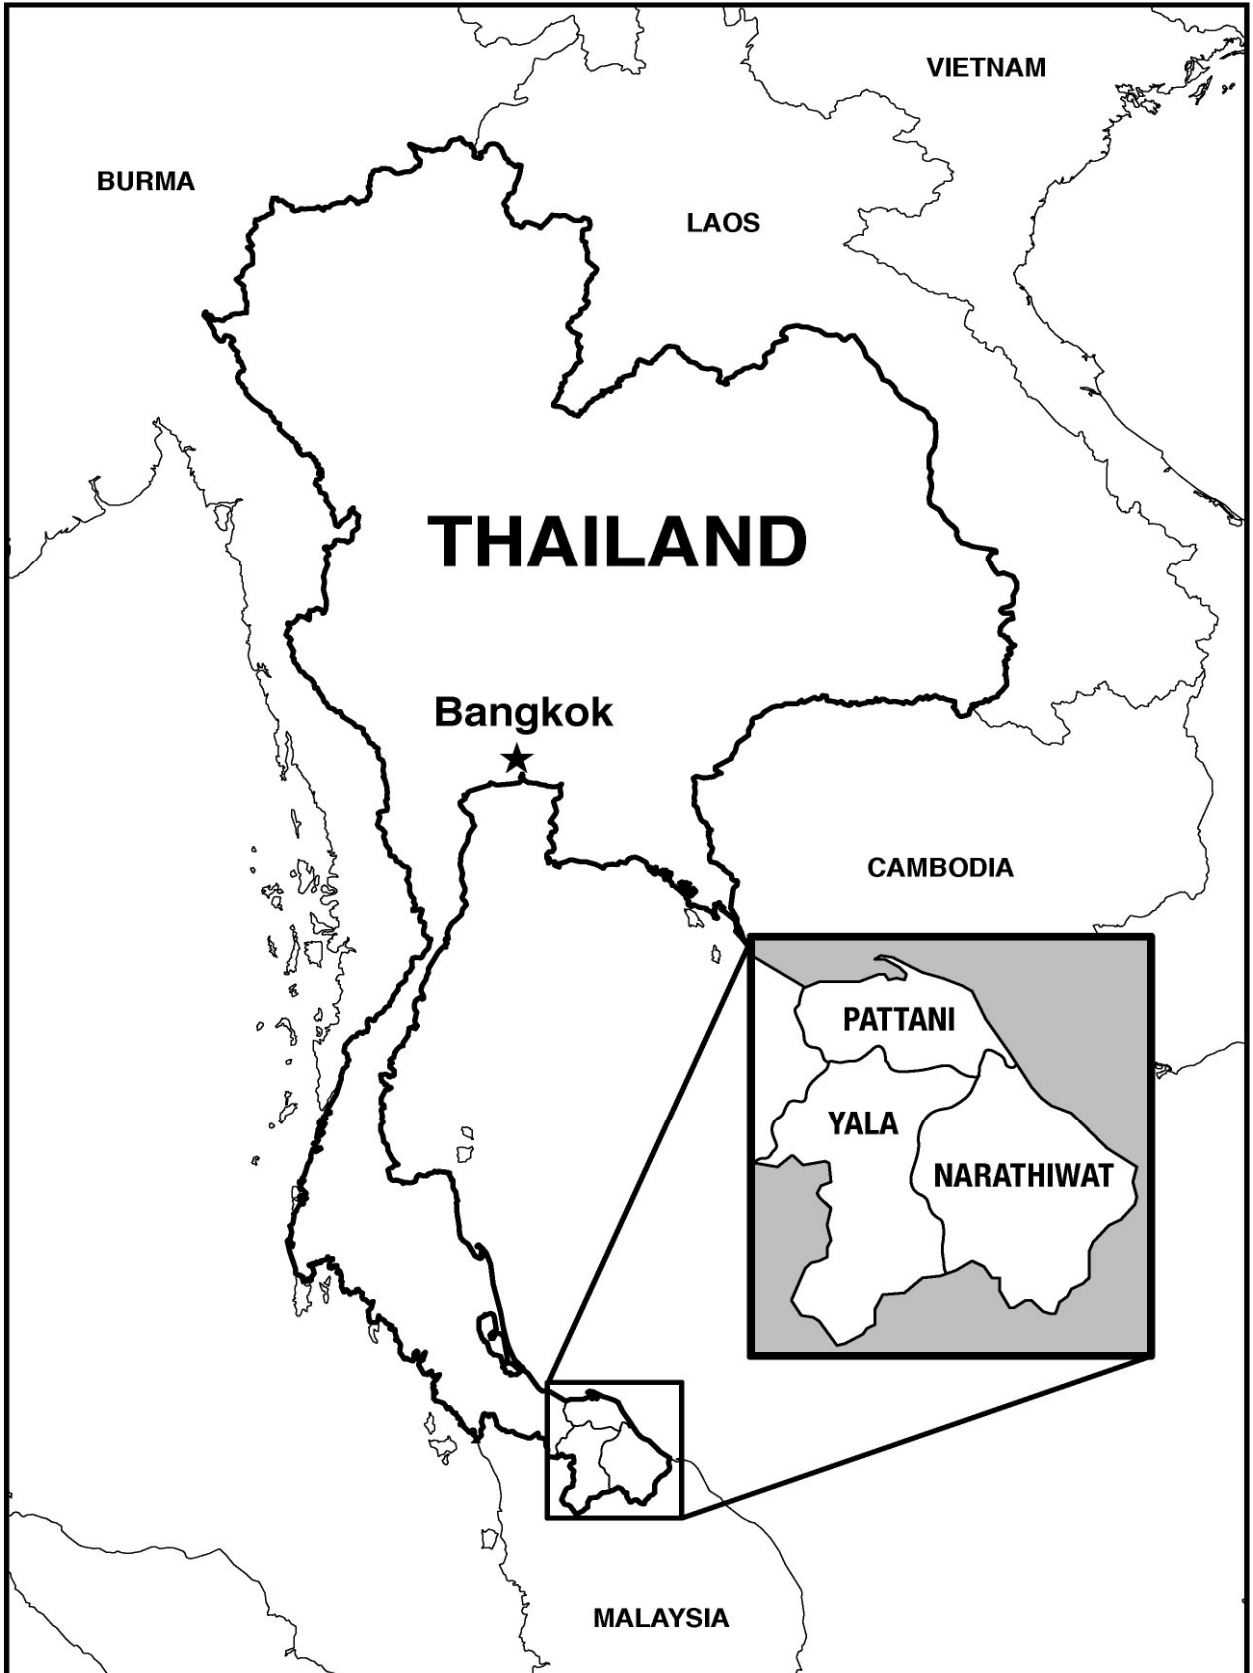 VIETNAM
BURMA
LAOS
THAILAND
Bangkok
CAMBODIA
PATTANI
YALA
NARATHIWAT
MALAYSIA